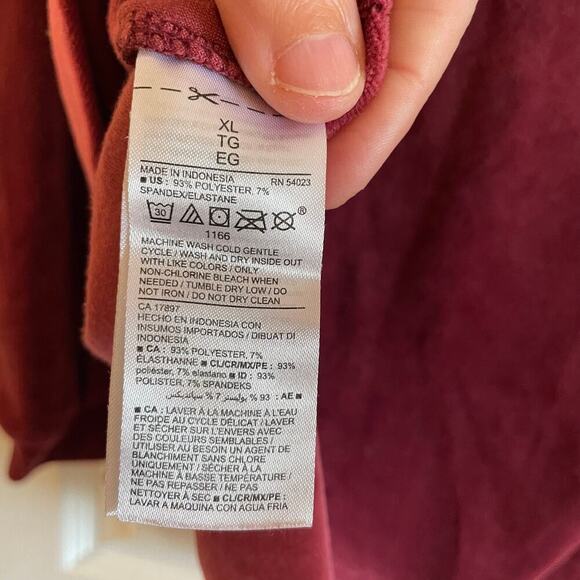 XL
TG
EG
MADE IN INDONESIA RN 54023
■ US : 93% POLYESTER, 7%
SPANDEX/ELASTANE
30 ®
1166
MACHINE WASH COLD GENTLE
CYCLE / WASH AND DRY INSIDE OUT
WITH LIKE COLORS / ONLY
NON-CHLORINE BLEACH WHEN
NEEDED / TUMBLE DRY LOW / DO
NOT IRON / DO NOT DRY CLEAN
CA 17897
HECHO EN INDONESIA CON
INSUMOS IMPORTADOS / DIBUAT DI
INDONESIA
■ CA : 93% POLYESTER, 7%
ÉLASTHANNE ■ CL/CR/MX/PE : 93%
poliéster, 7% elastano ■ ID : 93%
POLISTER, 7% SPANDEKS
■ AE : 93 % بوليستر 7 % سباندیکس
■ CA : LAVER À LA MACHINE À L'EAU
FROIDE AU CYCLE DÉLICAT / LAVER
ET SÉCHER SUR L'ENVERS AVEC
DES COULEURS SEMBLABLES /
UTILISER AU BESOIN UN AGENT DE
BLANCHIMENT SANS CHLORE
UNIQUEMENT / SÉCHER À LA
MACHINE À BASSE TEMPÉRATURE /
NE PAS REPASSER / NE PAS
NETTOYER À SEC ■ CL/CR/MX/PE :
LAVAR A MAQUINA CON AGUA FRIA